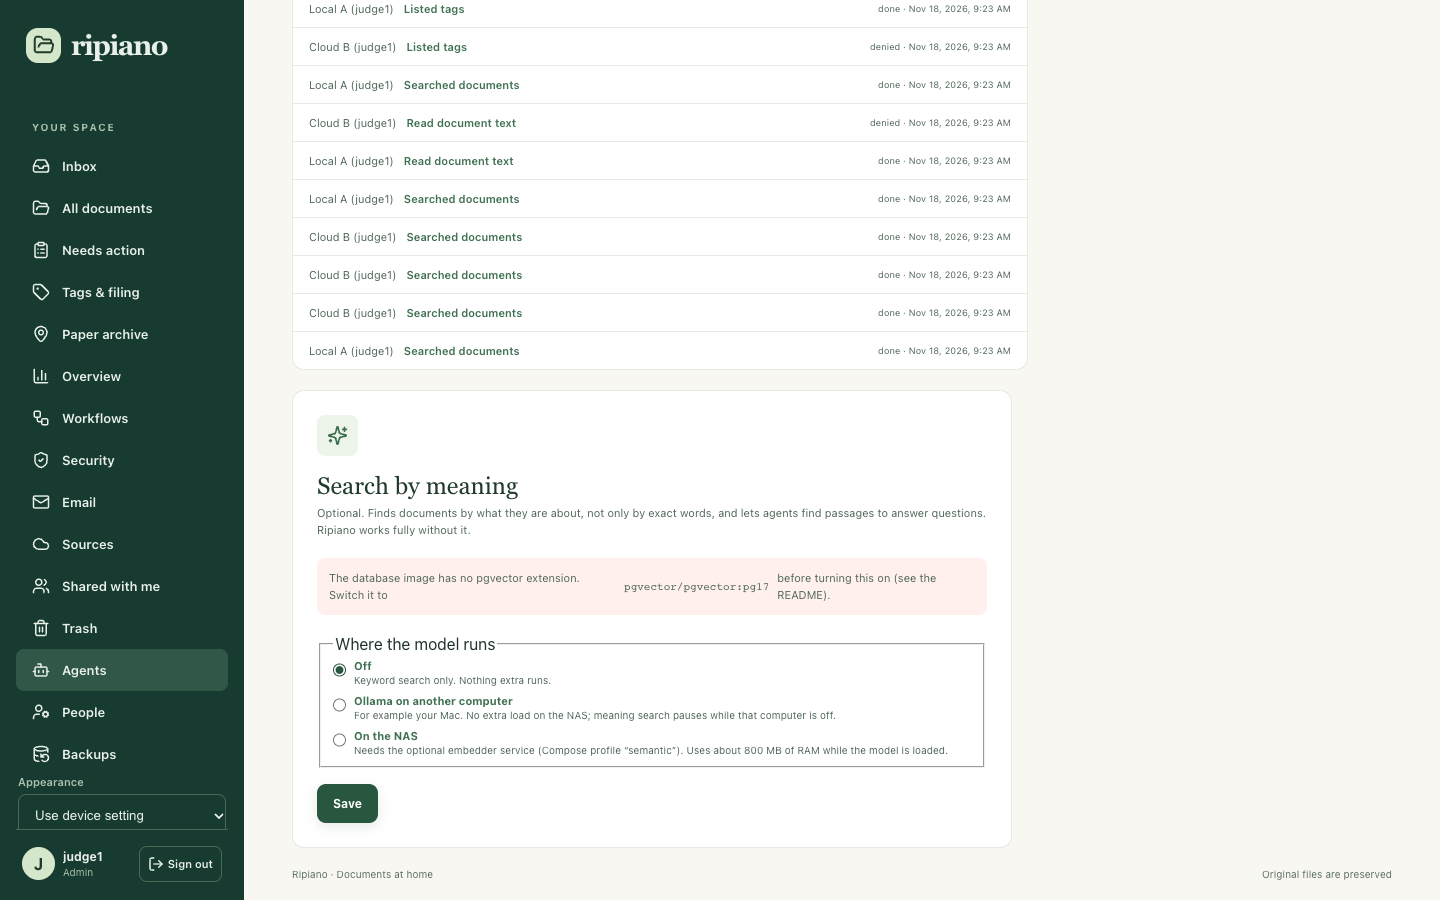 ripiano
YOUR SPACE
Inbox
All documents
Needs action
Tags & filing
Paper archive
Overview
Workflows
Security
Email
Sources
Shared with me
Trash
Agents
People
Backups
Appearance
Use device setting
J
judge1
Admin
Sign out
Local A (judge1) Listed tags done · Nov 18, 2026, 9:23 AM
Cloud B (judge1) Listed tags denied · Nov 18, 2026, 9:23 AM
Local A (judge1) Searched documents done · Nov 18, 2026, 9:23 AM
Cloud B (judge1) Read document text denied · Nov 18, 2026, 9:23 AM
Local A (judge1) Read document text done · Nov 18, 2026, 9:23 AM
Local A (judge1) Searched documents done · Nov 18, 2026, 9:23 AM
Cloud B (judge1) Searched documents done · Nov 18, 2026, 9:23 AM
Cloud B (judge1) Searched documents done · Nov 18, 2026, 9:23 AM
Cloud B (judge1) Searched documents done · Nov 18, 2026, 9:23 AM
Local A (judge1) Searched documents done · Nov 18, 2026, 9:23 AM
Search by meaning
Optional. Finds documents by what they are about, not only by exact words, and lets agents find passages to answer questions.
Ripiano works fully without it.
The database image has no pgvector extension.
Switch it to
pgvector/pgvector:pg17
before turning this on (see the
README).
Where the model runs
Off
Keyword search only. Nothing extra runs.
Ollama on another computer
For example your Mac. No extra load on the NAS; meaning search pauses while that computer is off.
On the NAS
Needs the optional embedder service (Compose profile “semantic”). Uses about 800 MB of RAM while the model is loaded.
Save
Ripiano · Documents at home
Original files are preserved